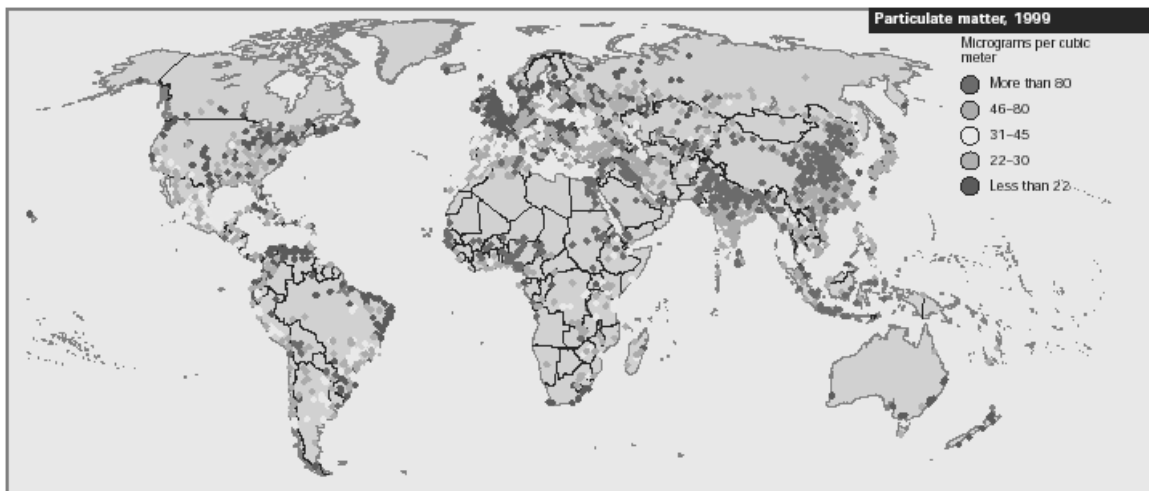 Particulate matter, 1999
Micrograms per cubic
meter
More than 80
46–80
31–45
22–30
Less than 22